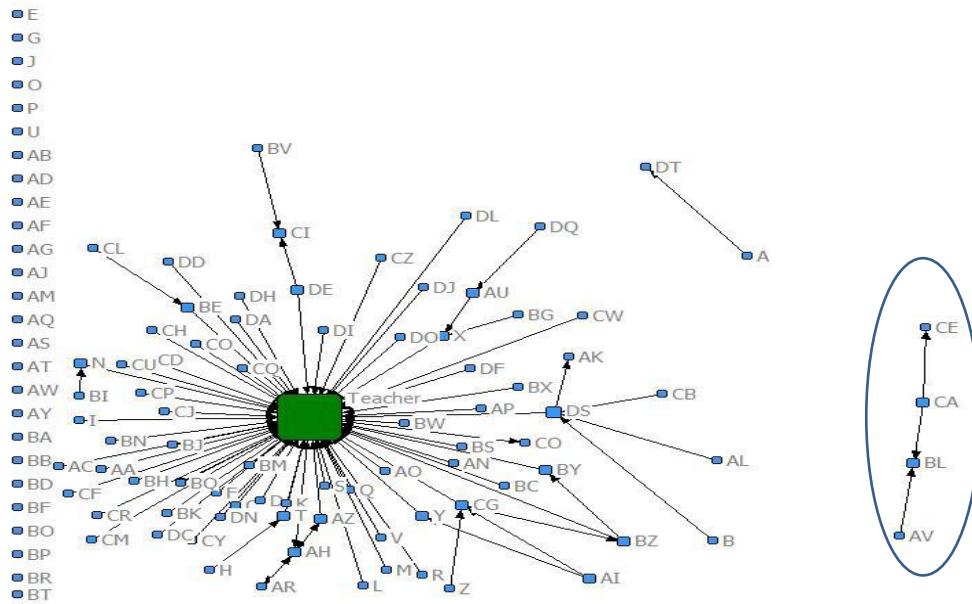 E
G
J
O
P
U
AB
AD
AE
AF
AG
AJ
AM
AQ
AS
AT
AW
AY
BA
BB
BD
BF
BO
BP
BR
BT
BV
DT
DL
DQ
CI
CL
A
DD
CZ
DE
DJ
AU
DH
BE
BG
CW
DA
CH
DI
CE
CO
DO
X
AK
N
CU
CD
CQ
DF
BX
CB
CP
BI
Teacher
CA
CJ
AP
DS
I
BW
BN
BJ
BS
CO
AL
AC
AA
BM
AO
AN
BY
BL
BH
BQ
S
Q
BC
CF
F
D
K
CG
CR
BK
DN
T
AZ
Y
CM
DC
CY
V
BZ
B
AV
AH
H
M
R
AI
AR
L
Z